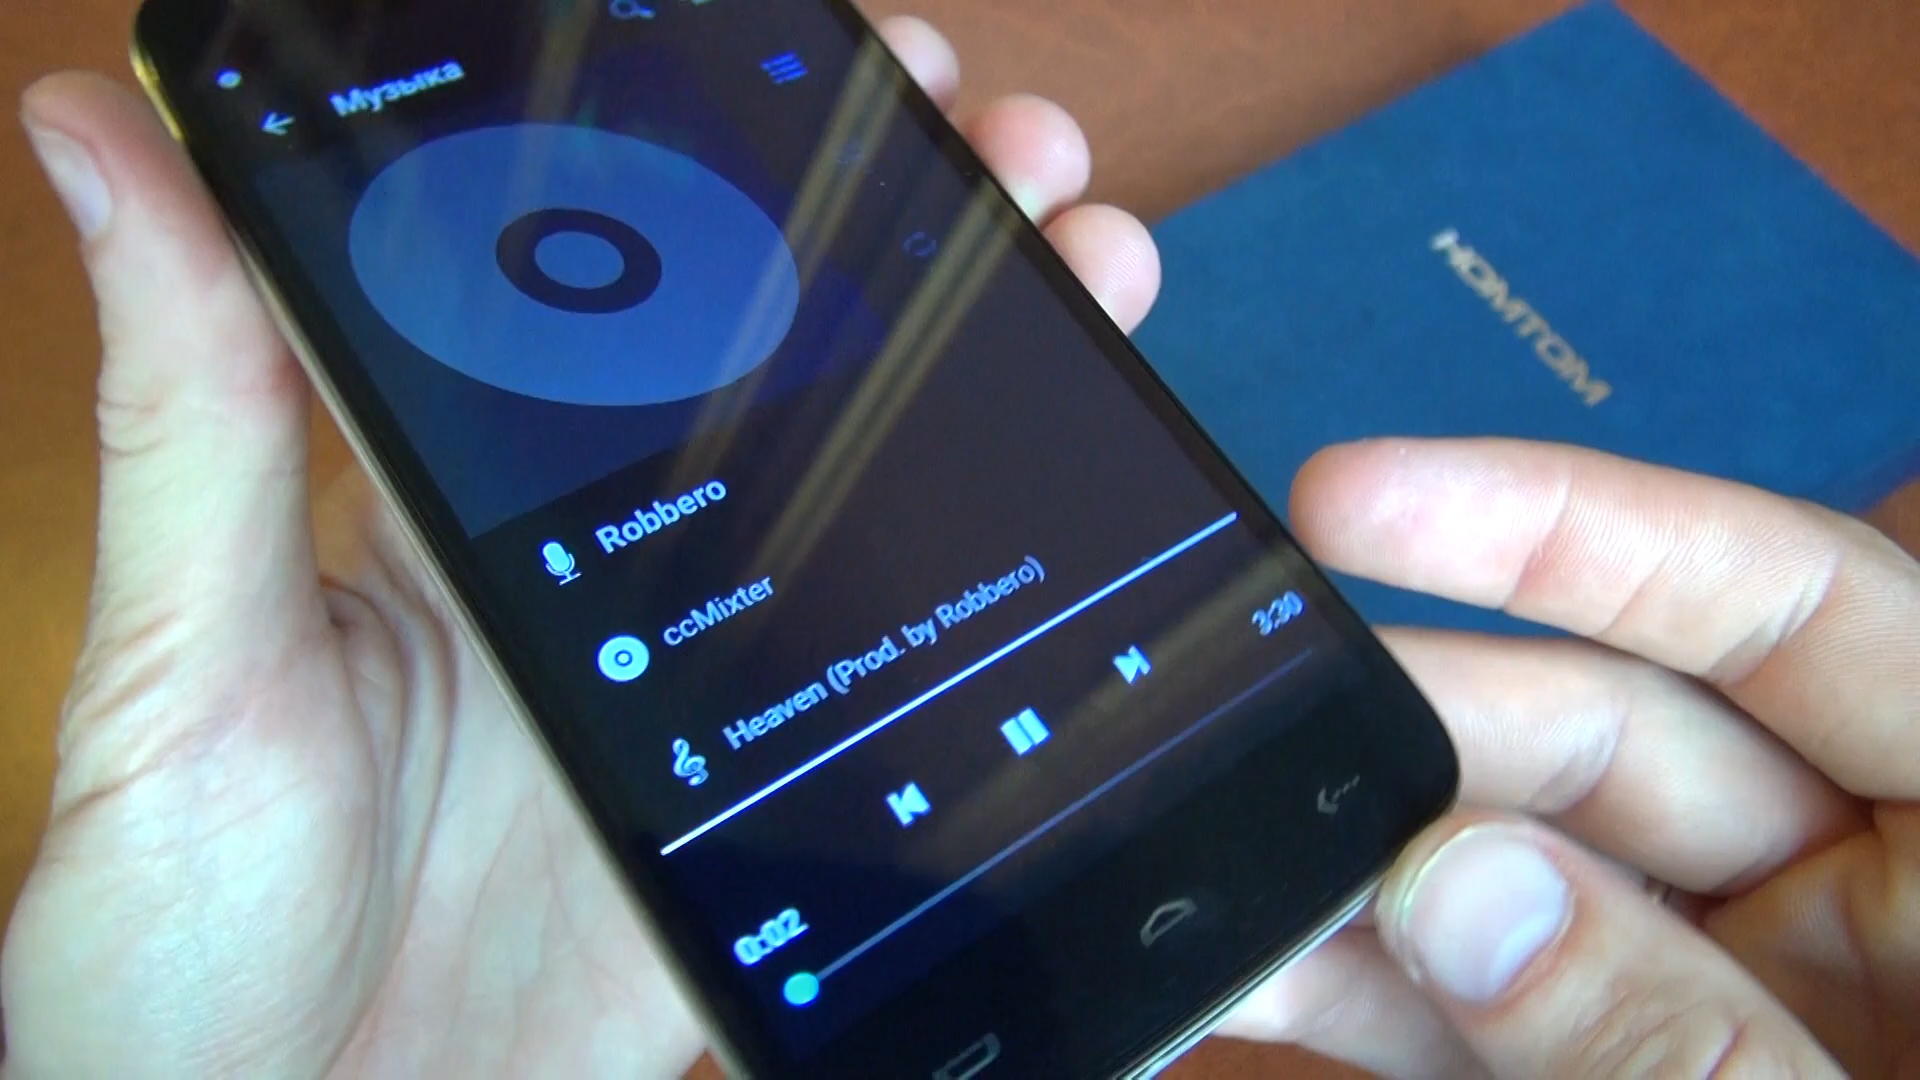 Музыка
HOMTOM
Robbero
ccMixter
Heaven (Prod. by Robbero)
3:30
0:02